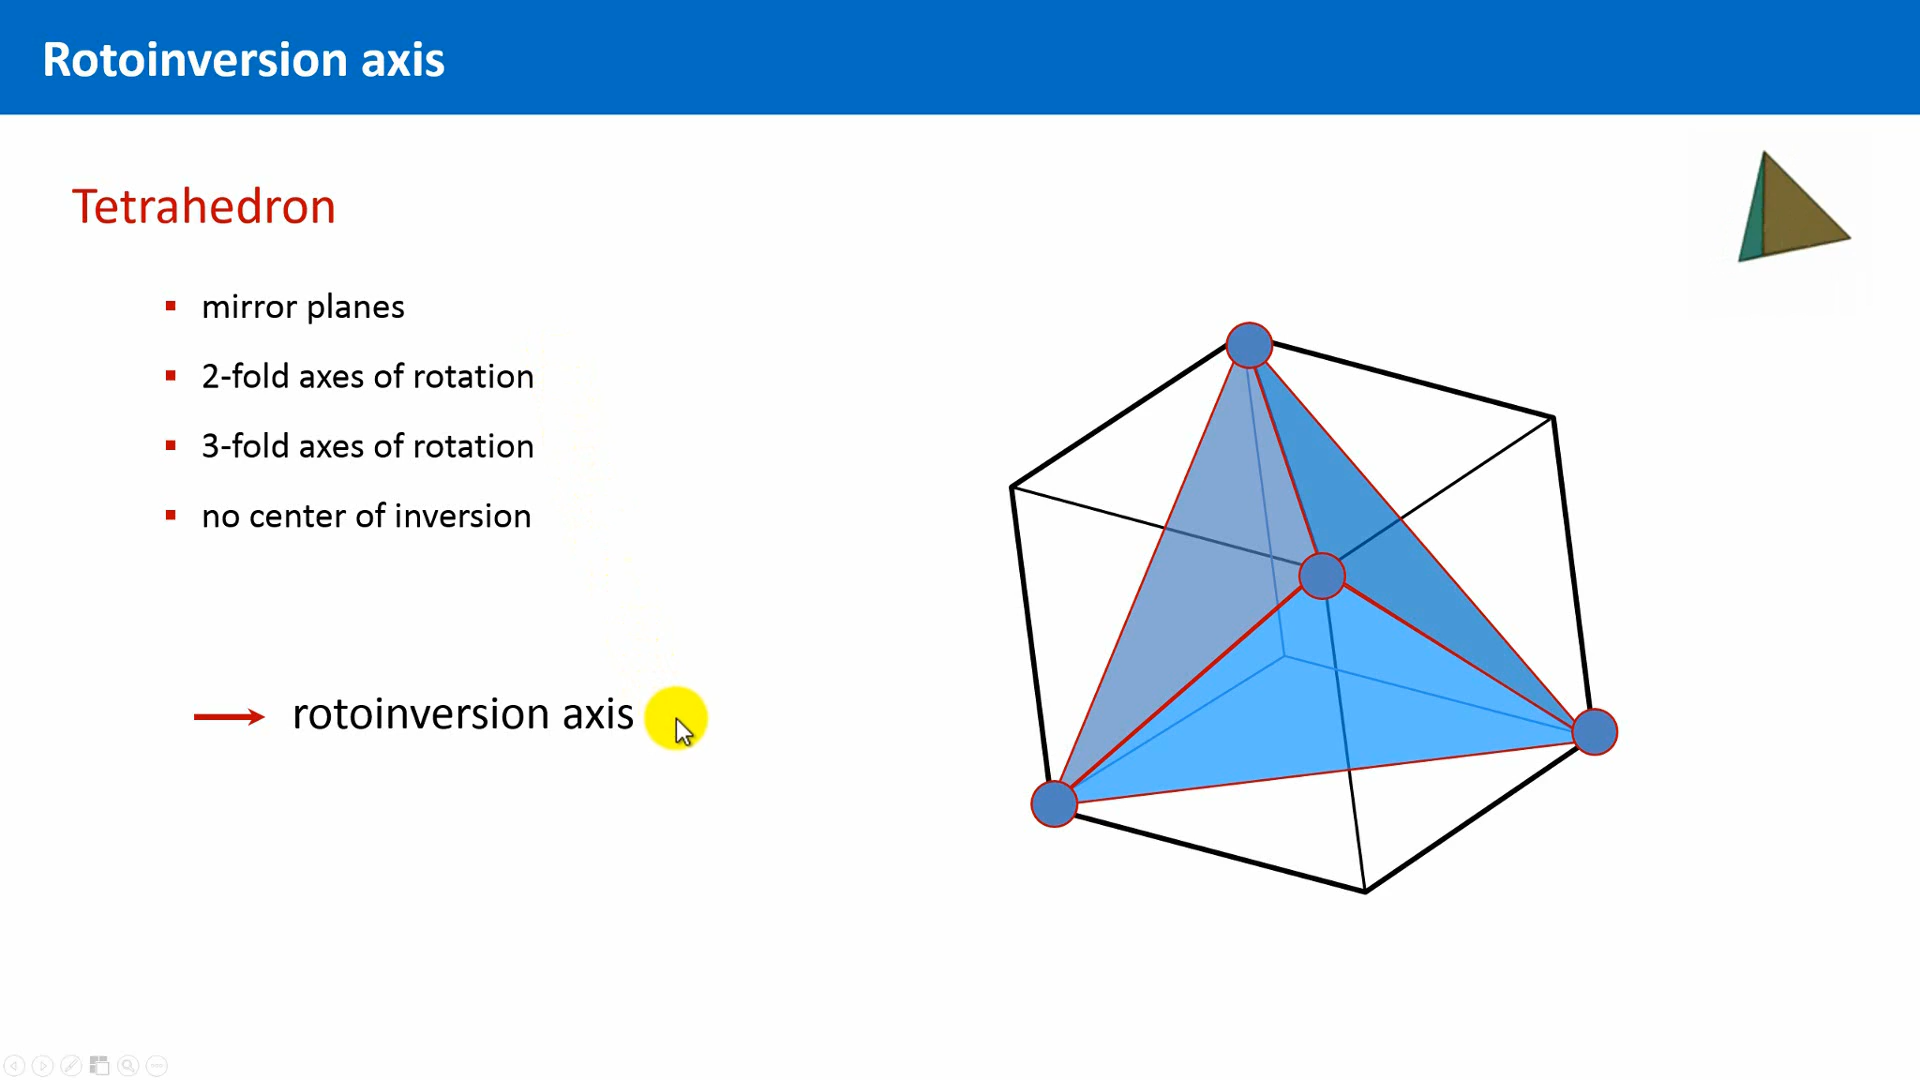 Rotoinversion axis
Tetrahedron
mirror planes
2-fold axes of rotation
3-fold axes of rotation
no center of inversion
rotoinversion axis